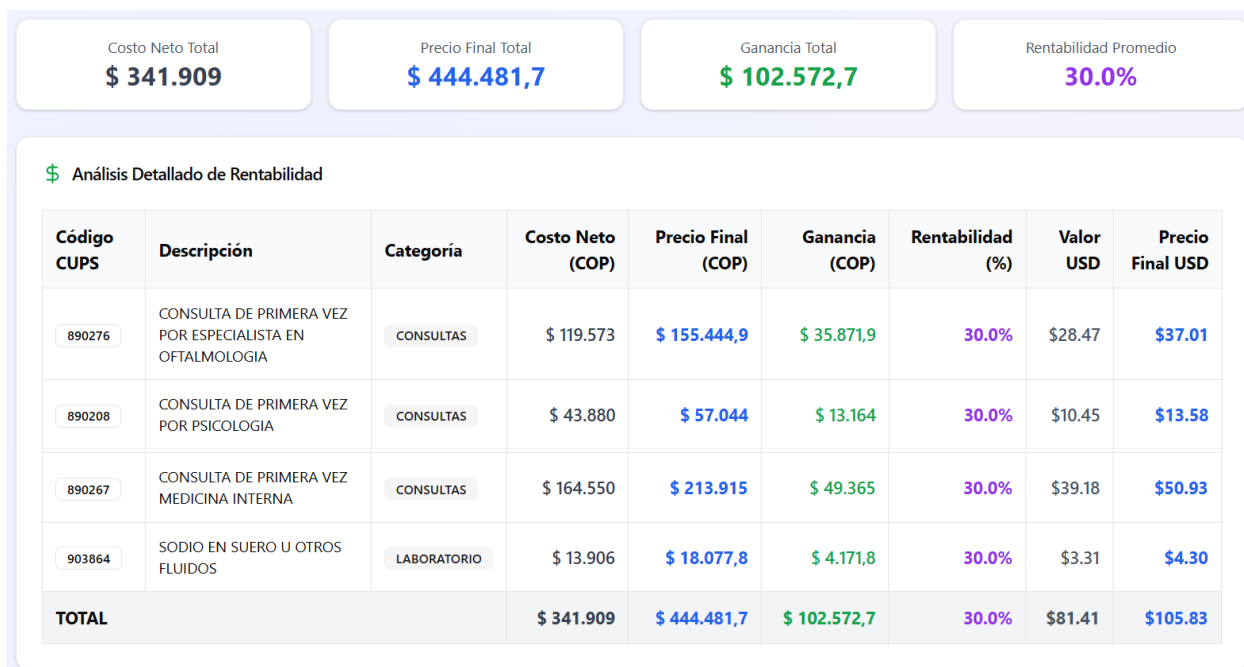 Costo Neto Total
$ 341.909
Precio Final Total
$ 444.481,7
Ganancia Total
$ 102.572,7
Rentabilidad Promedio
30.0%
Análisis Detallado de Rentabilidad
Código
CUPS
Descripción
Categoría
Costo Neto
(COP)
Precio Final
(COP)
Ganancia
(COP)
Rentabilidad
(%)
Valor
USD
Precio
Final USD
890276
CONSULTA DE PRIMERA VEZ
POR ESPECIALISTA EN
OFTALMOLOGIA
CONSULTAS
$ 119.573
$ 155.444,9
$ 35.871,9
30.0%
$28.47
$37.01
890208
CONSULTA DE PRIMERA VEZ
POR PSICOLOGIA
CONSULTAS
$ 43.880
$ 57.044
$ 13.164
30.0%
$10.45
$13.58
890267
CONSULTA DE PRIMERA VEZ
MEDICINA INTERNA
CONSULTAS
$ 164.550
$ 213.915
$ 49.365
30.0%
$39.18
$50.93
903864
SODIO EN SUERO U OTROS
FLUIDOS
LABORATORIO
$ 13.906
$ 18.077,8
$ 4.171,8
30.0%
$3.31
$4.30
TOTAL
$ 341.909
$ 444.481,7
$ 102.572,7
30.0%
$81.41
$105.83